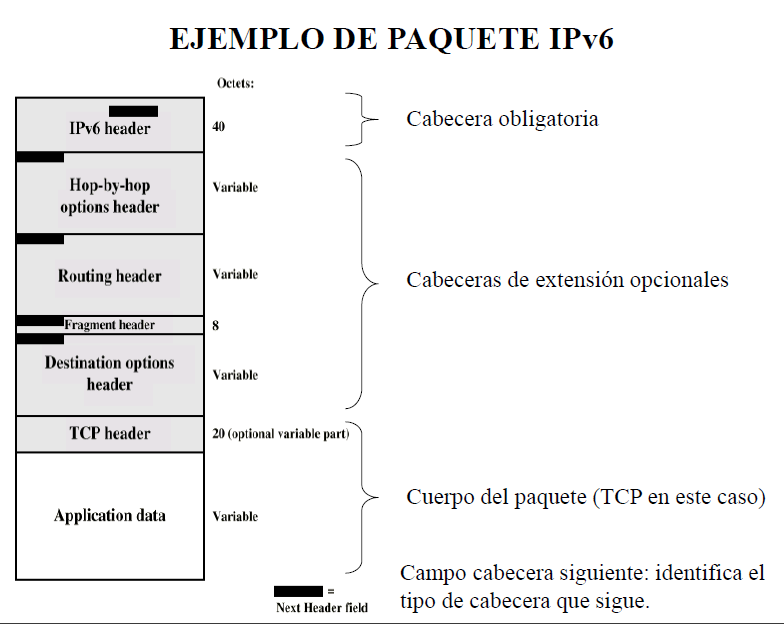 EJEMPLO DE PAQUETE IPv6
Octets:
IPv6 header
40
Cabecera obligatoria
Hop-by-hop
options header
Variable
Routing header
Variable
Cabeceras de extensión opcionales
Fragment header
8
Destination options
header
Variable
TCP header
20 (optional variable part)
Application data
Variable
Cuerpo del paquete (TCP en este caso)
=
Next Header field
Campo cabecera siguiente: identifica el
tipo de cabecera que sigue.